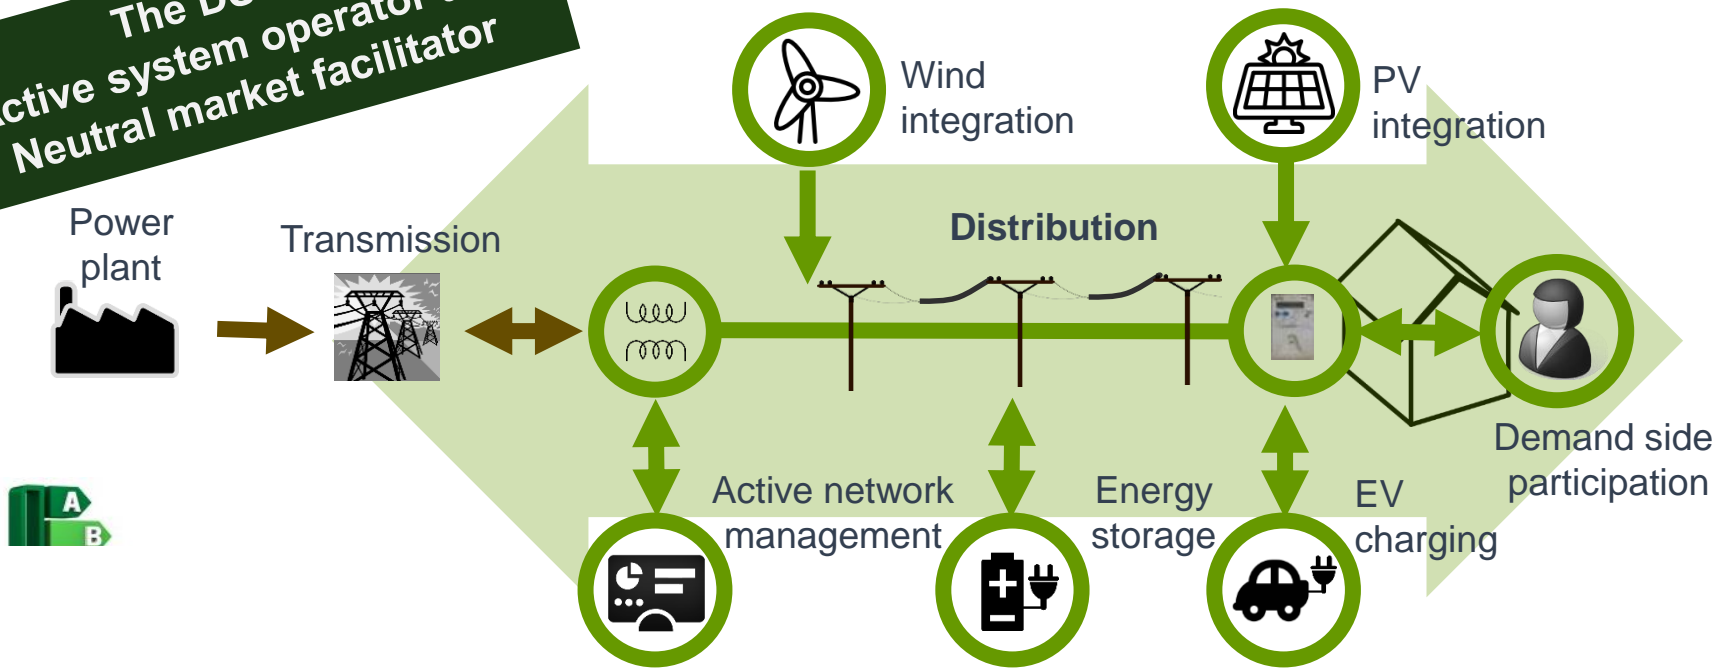 The
active system operator
Neutral market facilitator
Wind
integration
PV
integration
Power
plant
Transmission
Distribution
Demand side
participation
Active network
management
Energy
storage
EV
charging
A
B